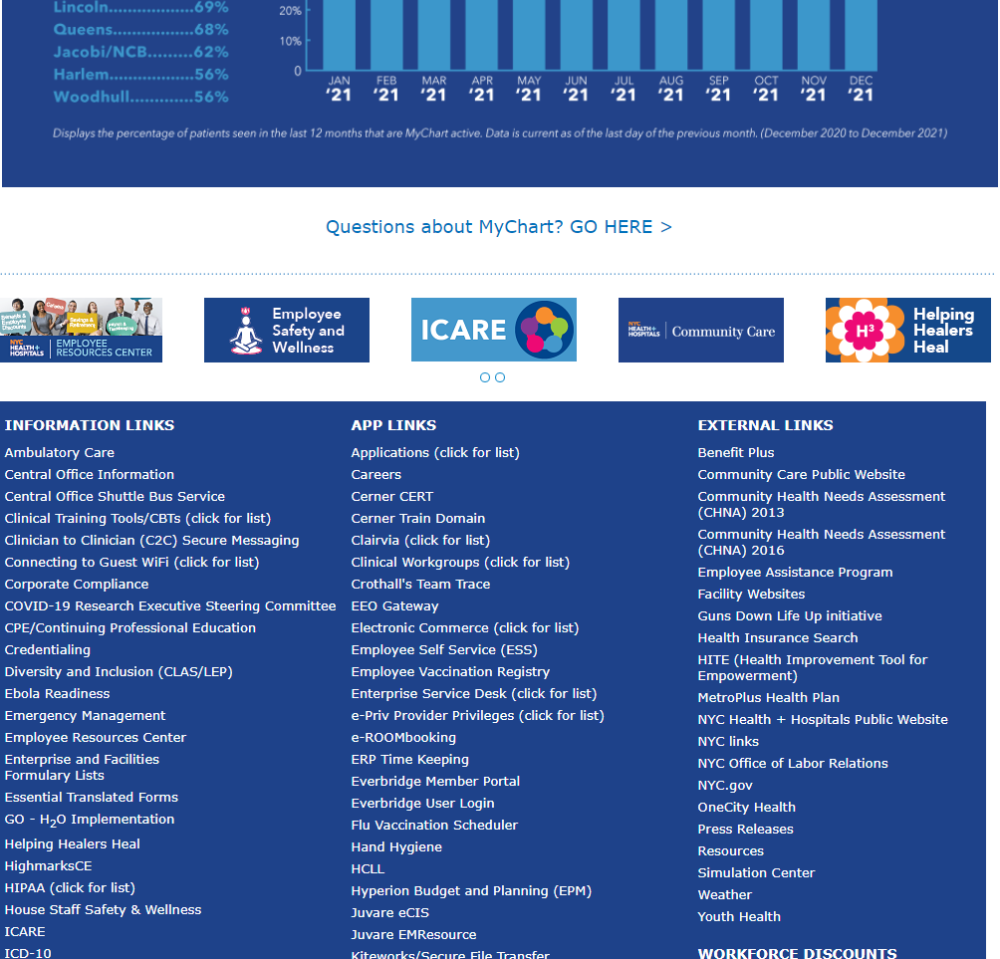 Lincoln...................69%
Queens..................68%
Jacobi/NCB.........62%
Harlem...................56%
Woodhull..............56%
20%
10%
0
JAN FEB MAR APR MAY JUN JUL AUG SEP OCT NOV DEC
'21 '21 '21 '21 '21 '21 '21 '21 '21 '21 '21 '21
Displays the percentage of patients seen in the last 12 months that are MyChart active. Data is current as of the last day of the previous month. (December 2020 to December 2021)
Questions about MyChart? GO HERE >
Careers
Savings &
Retirement
NYC
HEALTH+
HOSPITALS
EMPLOYEE
RESOURCES CENTER
Employee
Safety and
Wellness
ICARE
NYC
HEALTH+
HOSPITALS
Community Care
H3
Helping
Healers
Heal
INFORMATION LINKS
Ambulatory Care
Central Office Information
Central Office Shuttle Bus Service
Clinical Training Tools/CBTs (click for list)
Clinician to Clinician (C2C) Secure Messaging
Connecting to Guest WiFi (click for list)
Corporate Compliance
COVID-19 Research Executive Steering Committee
CPE/Continuing Professional Education
Credentialing
Diversity and Inclusion (CLAS/LEP)
Ebola Readiness
Emergency Management
Employee Resources Center
Enterprise and Facilities
Formulary Lists
Essential Translated Forms
GO - H2O Implementation
Helping Healers Heal
HighmarksCE
HIPAA (click for list)
House Staff Safety & Wellness
ICARE
ICD-10
APP LINKS
Applications (click for list)
Careers
Cerner CERT
Cerner Train Domain
Clairvia (click for list)
Clinical Workgroups (click for list)
Crothall's Team Trace
EEO Gateway
Electronic Commerce (click for list)
Employee Self Service (ESS)
Employee Vaccination Registry
Enterprise Service Desk (click for list)
e-Priv Provider Privileges (click for list)
e-ROOMbooking
ERP Time Keeping
Everbridge Member Portal
Everbridge User Login
Flu Vaccination Scheduler
Hand Hygiene
HCLL
Hyperion Budget and Planning (EPM)
Juvare eCIS
Juvare EMResource
Kiteworks/Secure File Transfer
EXTERNAL LINKS
Benefit Plus
Community Care Public Website
Community Health Needs Assessment
(CHNA) 2013
Community Health Needs Assessment
(CHNA) 2016
Employee Assistance Program
Facility Websites
Guns Down Life Up initiative
Health Insurance Search
HITE (Health Improvement Tool for
Empowerment)
MetroPlus Health Plan
NYC Health + Hospitals Public Website
NYC links
NYC Office of Labor Relations
NYC.gov
OneCity Health
Press Releases
Resources
Simulation Center
Weather
Youth Health
WORKFORCE DISCOUNTS